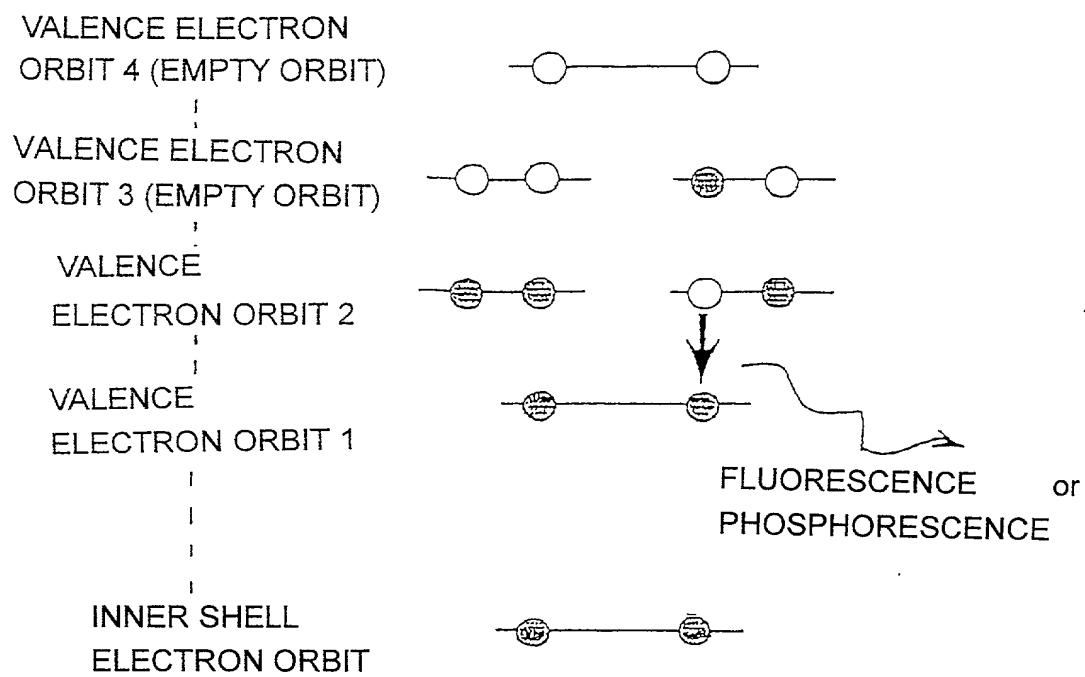 VALENCE ELECTRON
ORBIT 4 (EMPTY ORBIT)
VALENCE ELECTRON
ORBIT 3 (EMPTY ORBIT)
VALENCE
ELECTRON ORBIT 2
VALENCE
ELECTRON ORBIT 1
FLUORESCENCE or
PHOSPHORESCENCE
INNER SHELL
ELECTRON ORBIT